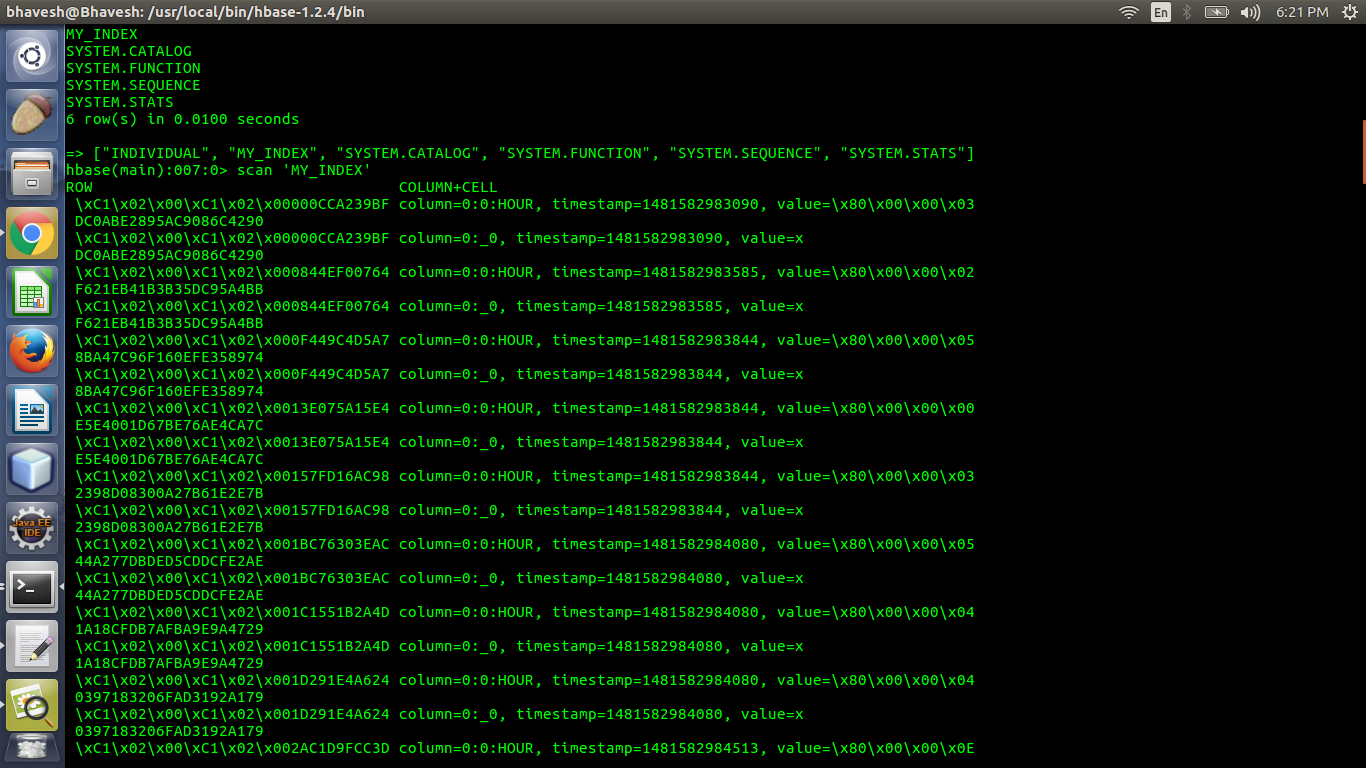 bhavesh@Bhavesh: /usr/local/bin/hbase-1.2.4/bin
En
6:21 PM
MY_INDEX
SYSTEM.CATALOG
SYSTEM.FUNCTION
SYSTEM.SEQUENCE
SYSTEM.STATS
6 row(s) in 0.0100 seconds
=> ["INDIVIDUAL", "MY_INDEX", "SYSTEM.CATALOG", "SYSTEM.FUNCTION", "SYSTEM.SEQUENCE", "SYSTEM.STATS"]
hbase(main):007:0> scan 'MY_INDEX'
ROW COLUMN+CELL
\xC1\x02\x00\xC1\x02\x00000CCA239BF column=0:0:HOUR, timestamp=1481582983090, value=\x80\x00\x00\x03
DC0ABE2895AC9086C4290
\xC1\x02\x00\xC1\x02\x00000CCA239BF column=0:_0, timestamp=1481582983090, value=x
DC0ABE2895AC9086C4290
\xC1\x02\x00\xC1\x02\x000844EF00764 column=0:0:HOUR, timestamp=1481582983585, value=\x80\x00\x00\x02
F621EB41B3B35DC95A4BB
\xC1\x02\x00\xC1\x02\x000844EF00764 column=0:_0, timestamp=1481582983585, value=x
F621EB41B3B35DC95A4BB
\xC1\x02\x00\xC1\x02\x000F449C4D5A7 column=0:0:HOUR, timestamp=1481582983844, value=\x80\x00\x00\x05
8BA47C96F160EFE358974
\xC1\x02\x00\xC1\x02\x000F449C4D5A7 column=0:_0, timestamp=1481582983844, value=x
8BA47C96F160EFE358974
\xC1\x02\x00\xC1\x02\x0013E075A15E4 column=0:0:HOUR, timestamp=1481582983844, value=\x80\x00\x00\x00
E5E4001D67BE76AE4CA7C
\xC1\x02\x00\xC1\x02\x0013E075A15E4 column=0:_0, timestamp=1481582983844, value=x
E5E4001D67BE76AE4CA7C
\xC1\x02\x00\xC1\x02\x00157FD16AC98 column=0:0:HOUR, timestamp=1481582983844, value=\x80\x00\x00\x03
2398D08300A27B61E2E7B
\xC1\x02\x00\xC1\x02\x00157FD16AC98 column=0:_0, timestamp=1481582983844, value=x
2398D08300A27B61E2E7B
\xC1\x02\x00\xC1\x02\x001BC76303EAC column=0:0:HOUR, timestamp=1481582984080, value=\x80\x00\x00\x05
44A277DBDED5CDDCFE2AE
\xC1\x02\x00\xC1\x02\x001BC76303EAC column=0:_0, timestamp=1481582984080, value=x
44A277DBDED5CDDCFE2AE
\xC1\x02\x00\xC1\x02\x001C1551B2A4D column=0:0:HOUR, timestamp=1481582984080, value=\x80\x00\x00\x04
1A18CFDB7AFBA9E9A4729
\xC1\x02\x00\xC1\x02\x001C1551B2A4D column=0:_0, timestamp=1481582984080, value=x
1A18CFDB7AFBA9E9A4729
\xC1\x02\x00\xC1\x02\x001D291E4A624 column=0:0:HOUR, timestamp=1481582984080, value=\x80\x00\x00\x04
0397183206FAD3192A179
\xC1\x02\x00\xC1\x02\x001D291E4A624 column=0:_0, timestamp=1481582984080, value=x
0397183206FAD3192A179
\xC1\x02\x00\xC1\x02\x002AC1D9FCC3D column=0:0:HOUR, timestamp=1481582984513, value=\x80\x00\x00\x0E
Java EE
IDE